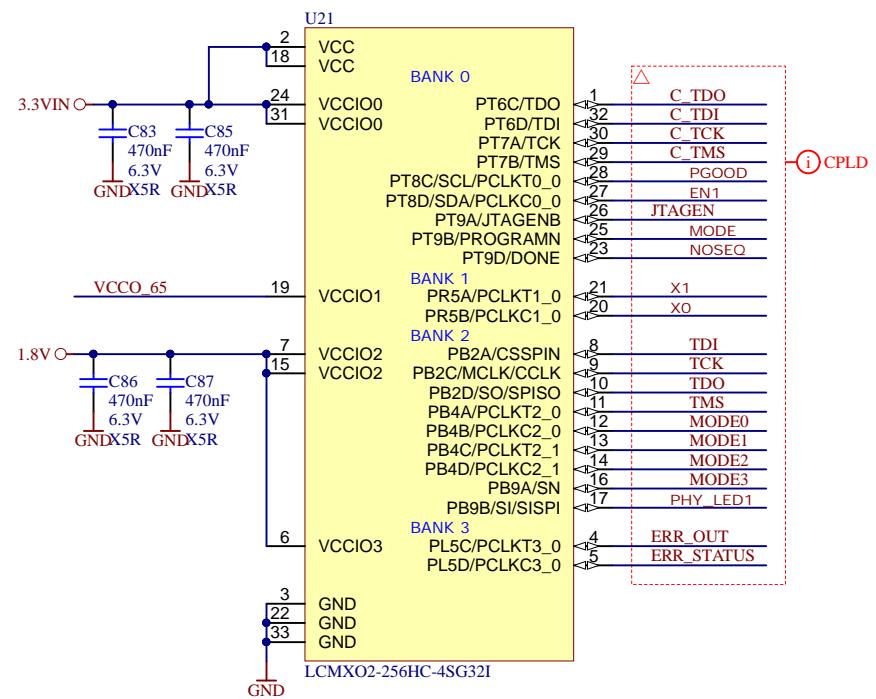 U21
2 VCC
18 VCC
BANK 0
3.3VIN
24 VCCIO0
31 VCCIO0
C83
470nF
6.3V
X5R
GND
C85
470nF
6.3V
X5R
GND
PT6C/TDO 1 C_TDO
PT6D/TDI 32 C_TDI
PT7A/TCK 30 C_TCK
PT7B/TMS 29 C_TMS
PT8C/SCL/PCLKT0_0 28 PGOOD
PT8D/SDA/PCLKC0_0 27 EN1
PT9A/JTAGENB 26 JTAGEN
PT9B/PROGRAMN 25 MODE
PT9D/DONE 23 NOSEQ
i CPLD
BANK 1
VCCO_65 19 VCCIO1
PR5A/PCLKT1_0 21 X1
PR5B/PCLKC1_0 20 X0
BANK 2
1.8V
7 VCCIO2
15 VCCIO2
C86
470nF
6.3V
X5R
GND
C87
470nF
6.3V
X5R
GND
PB2A/CSSPIN 8 TDI
PB2C/MCLK/CCLK 9 TCK
PB2D/SO/SPISO 10 TDO
PB4A/PCLKT2_0 11 TMS
PB4B/PCLKC2_0 12 MODE0
PB4C/PCLKT2_1 13 MODE1
PB4D/PCLKC2_1 14 MODE2
PB9A/SN 16 MODE3
PB9B/SI/SISPI 17 PHY_LED1
BANK 3
6 VCCIO3
PL5C/PCLKT3_0 4 ERR_OUT
PL5D/PCLKC3_0 5 ERR_STATUS
3 GND
22 GND
33 GND
GND
LCMXO2-256HC-4SG32I